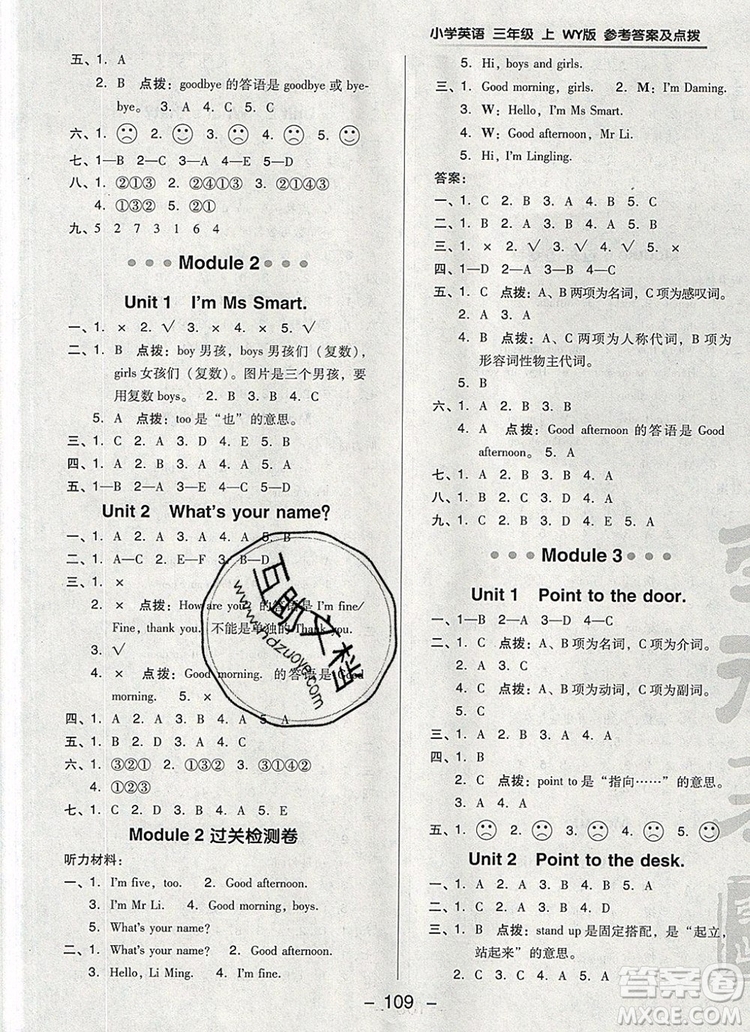 小学英语 三年级 上 WY版 参考答案及点拨
五、1. C 2. A
2. B 点拨：goodbye 的答语是 goodbye 或 bye-
bye。 3. A 4. C 5. C
六、1. 2. 3. 4. 5.
七、1—B 2—C 3—A 4—E 5—D
八、1. ②①③ 2. ②④①③ 3. ①③②
4. ①③②④ 5. ②①
九、5 2 7 3 1 6 4
Module 2
Unit 1 I'm Ms Smart.
一、1. × 2. √ 3. × 4. × 5. √
二、1. B 点拨：boy 男孩，boys 男孩们（复数），
girls 女孩们（复数）。图片是三个男孩，要
用复数 boys。 2. B 3. B 4. B
5. A 点拨：too 是“也”的意思。
三、1. C 2. A 3. D 4. E 5. B
四、1. A 2. A 3. B 4. A 5. A
五、1—D 2—C 3—B 4—A
Unit 2 What's your name?
一、1. B 2. A 3. A 4. A 5. B
二、1. A—C 2. E—F 3. B—D
三、1. ×
2. × 点拨：How are you? 的答语是 I'm fine/
Fine, thank you. 不能是单独的 Thank you.
3. √
4. × 点拨：Good morning. 的答语是 Good
morning. 5. ×
四、1. A 2. B 3. A 4. A 5. A
五、1. B 2. D 3. A 4. C
六、1. ③②① 2. ①③② 3. ②③①
4. ①②③
七、1. C 2. D 3. B 4. A 5. E
Module 2 过关检测卷
听力材料：
一、1. I'm five, too. 2. Good afternoon.
3. I'm Mr Li. 4. Good morning, boys.
5. What's your name?
二、1. What's your name? 2. Good afternoon.
3. Hello, Li Ming. 4. I'm fine.
5. Hi, boys and girls.
三、1. Good morning, girls. 2. M: I'm Daming.
3. W: Hello, I'm Ms Smart.
4. W: Good afternoon, Mr Li.
5. Hi, I'm Lingling.
答案：
一、1. C 2. B 3. A 4. B 5. C
二、1. B 2. B 3. A 4. A 5. B
三、1. × 2. √ 3. √ 4. × 5. √
四、1—D 2—A 3—B 4—C
五、1. C 点拨：A、B 两项为名词，C 项为感叹词。
2. A 3. A
4. B 点拨：A、C 两项为人称代词，B 项为
形容词性物主代词。
5. B
六、1. A 2. B 3. B
4. A 点拨：Good afternoon 的答语是 Good
afternoon. 5. B
七、1. B 2. C 3. D 4. A
八、1. B 2. D 3. A 4. C
九、1. C 2. B 3. D 4. A
Module 3
Unit 1 Point to the door.
一、1—D 2—B 3—A 4—C
二、1. C 点拨：A、B 项为名词，C 项为介词。
2. A 3. A
4. C 点拨：A、B 项为动词，C 项为副词。
5. C
三、1. B 2. A 3. B 4. A 5. A
四、1. B
2. C 点拨：point to 是“指向……”的意思。
3. A 4. B
五、1. 2. 3. 4. 5.
Unit 2 Point to the desk.
一、1. A 2. A 3. B 4. A 5. B
二、1. C 2. B 3. A 4. D
三、1. A 2. B 点拨：stand up 是固定搭配，是“起立，
站起来”的意思。
3. A 4. C 5. A
- 109 -
互助文档
www.hdzuoye.com
答案圈
MXQE.COM